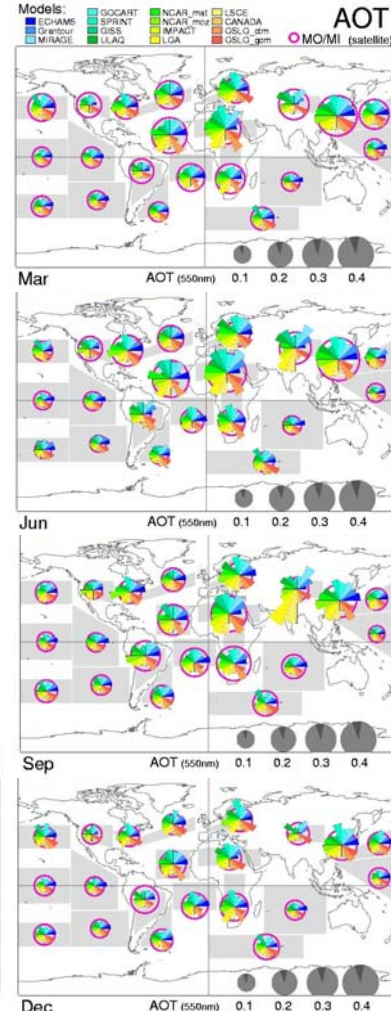 Models: GOCART NCAR_mat LSCE AOT
ECHAM5 SPRINT NCAR_moz CANADA
Grantour GISS IMPACT OSLG_ctm MO/MI (satellite)
MIRAGE ULAQ LOA OSLG_gcm
Mar AOT (550nm) 0.1 0.2 0.3 0.4
Jun AOT (550nm) 0.1 0.2 0.3 0.4
Sep AOT (550nm) 0.1 0.2 0.3 0.4
Dec AOT (550nm) 0.1 0.2 0.3 0.4